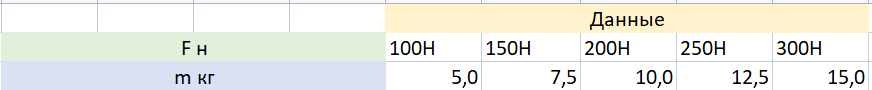 Данные
F н 100Н 150Н 200Н 250Н 300Н
m кг 5,0 7,5 10,0 12,5 15,0